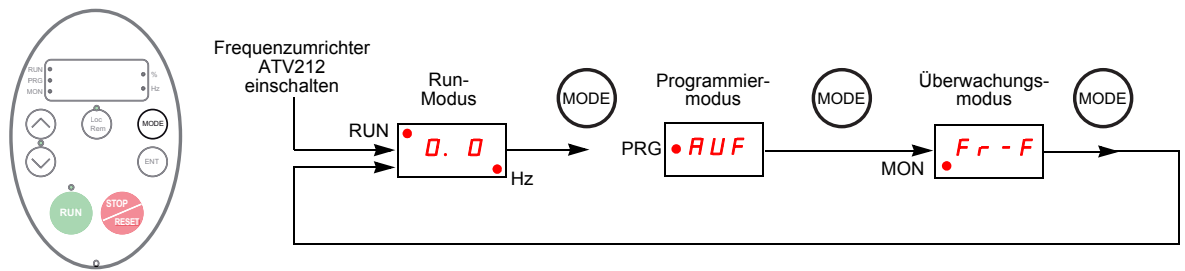 RUN
PRG
MON
%
Hz
Loc
Rem
MODE
ENT
RUN
STOP
RESET
Frequenzumrichter
ATV212
einschalten
Run-
Modus
RUN
0. 0
Hz
MODE
Programmier-
modus
PRG
AUF
MODE
Überwachungs-
modus
MON
Fr-F
MODE